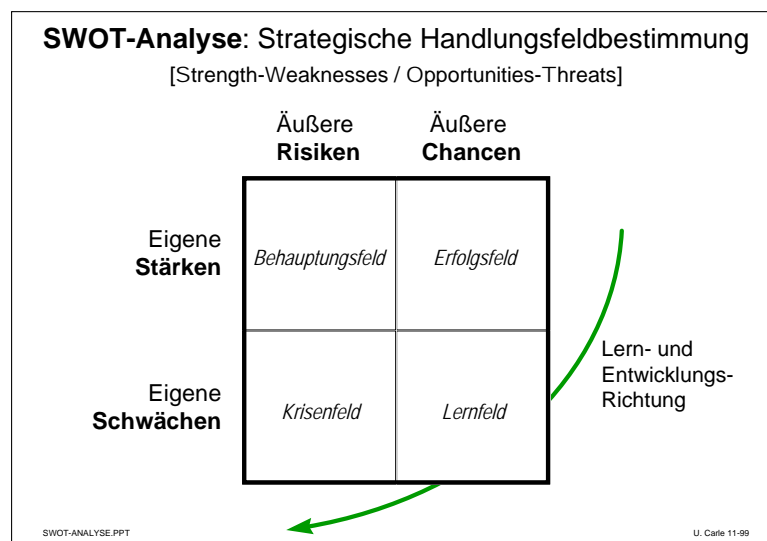 SWOT-Analyse: Strategische Handlungsfeldbestimmung
[Strength-Weaknesses / Opportunities-Threats]
Äußere
Risiken
Äußere
Chancen
Eigene
Stärken
Behauptungsfeld
Erfolgsfeld
Eigene
Schwächen
Krisenfeld
Lernfeld
Lern- und
Entwicklungs-
Richtung
SWOT-ANALYSE.PPT
U. Carle 11-99